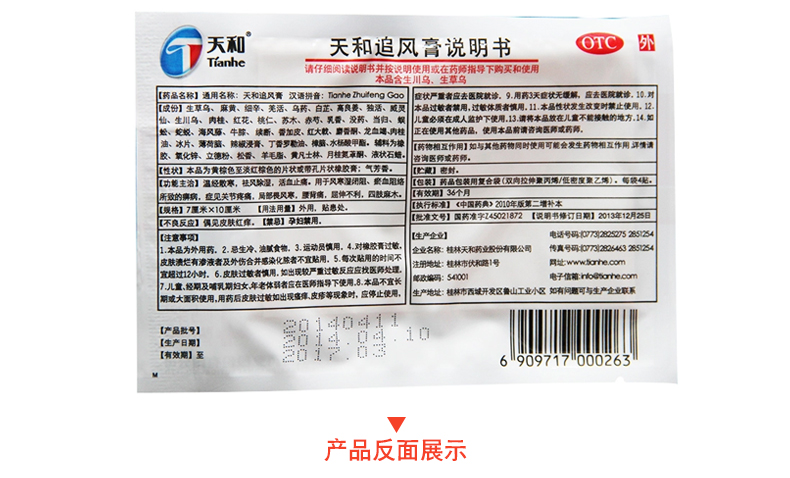 天和®
Tianhe
天和追风膏说明书
OTC
外
请仔细阅读说明书并按说明使用或在药师指导下购买和使用
本品含生川乌、生草乌
【药品名称】通用名称：天和追风膏 汉语拼音：Tianhe Zhuifeng Gao
【成份】生草乌、麻黄、细辛、羌活、乌药、白芷、高良姜、独活、威灵
仙、生川乌、肉桂、红花、桃仁、苏木、赤芍、乳香、没药、当归、蜈
蚣、蛇蜕、海风藤、牛膝、续断、香加皮、红大戟、麝香酮、龙血竭、肉桂
油、冰片、薄荷脑、辣椒浸膏、丁香罗勒油、樟脑、水杨酸甲酯。辅料为橡
胶、氧化锌、立德粉、松香、羊毛脂、黄凡士林、月桂氮䓬酮、液状石蜡。
【性状】本品为黄棕色至淡红棕色的片状或带孔片状橡胶膏；气芳香。
【功能主治】温经散寒，祛风除湿，活血止痛。用于风寒湿闭阻、瘀血阻络
所致的痹病，症见关节疼痛，局部畏风寒，腰背痛，屈伸不利，四肢麻木。
【规格】7厘米×10厘米 【用法用量】外用，贴患处。
【不良反应】偶见皮肤红痒。【禁忌】孕妇禁用。
【注意事项】
1.本品为外用药。2.忌生冷、油腻食物。3.运动员慎用。4.对橡胶膏过敏、
皮肤溃烂有渗液者及外伤合并感染化脓者不宜贴用。5.每次贴用的时间不
宜超过12小时。6.皮肤过敏者慎用，如出现较严重过敏反应应找医师处理。
7.儿童、经期及哺乳期妇女、年老体弱者应在医师指导下使用。8.本品不宜长
期或大面积使用，用药后皮肤过敏如出现瘙痒、皮疹等现象时，应停止使用，
症状严重者应去医院就诊。9.用药3天症状无缓解，应去医院就诊。10.对
本品过敏者禁用，过敏体质者慎用。11.本品性状发生改变时禁止使用。12.
儿童必须在成人监护下使用。13.请将本品放在儿童不能接触的地方。14.如
正在使用其他药品，使用本品前请咨询医师或药师。
【药物相互作用】如与其他药物同时使用可能会发生药物相互作用，详情请
咨询医师或药师。
【贮藏】密封。
【包装】药品包装用复合袋（双向拉伸聚丙烯/低密度聚乙烯）。每袋4贴。
【有效期】36个月
【执行标准】《中国药典》2010年版第二增补本
【批准文号】国药准字Z45021872 【说明书修订日期】2013年12月25日
【生产企业】 电话号码:(0773)2825275 2851254
企业名称：桂林天和药业股份有限公司 传真号码:(0773)2826463 2851254
注册地址：桂林市伏和路1号 网址：www.tianhe.com
邮政编码：541001 电子信箱：info@tianhe.com
生产地址：桂林市西城开发区鲁山工业小区 如有问题可与生产企业联系
【产品批号】 20140411
【生产日期】 2014.04.10
【有效期】至 2017.03
6 909717 000263
M
产品反面展示